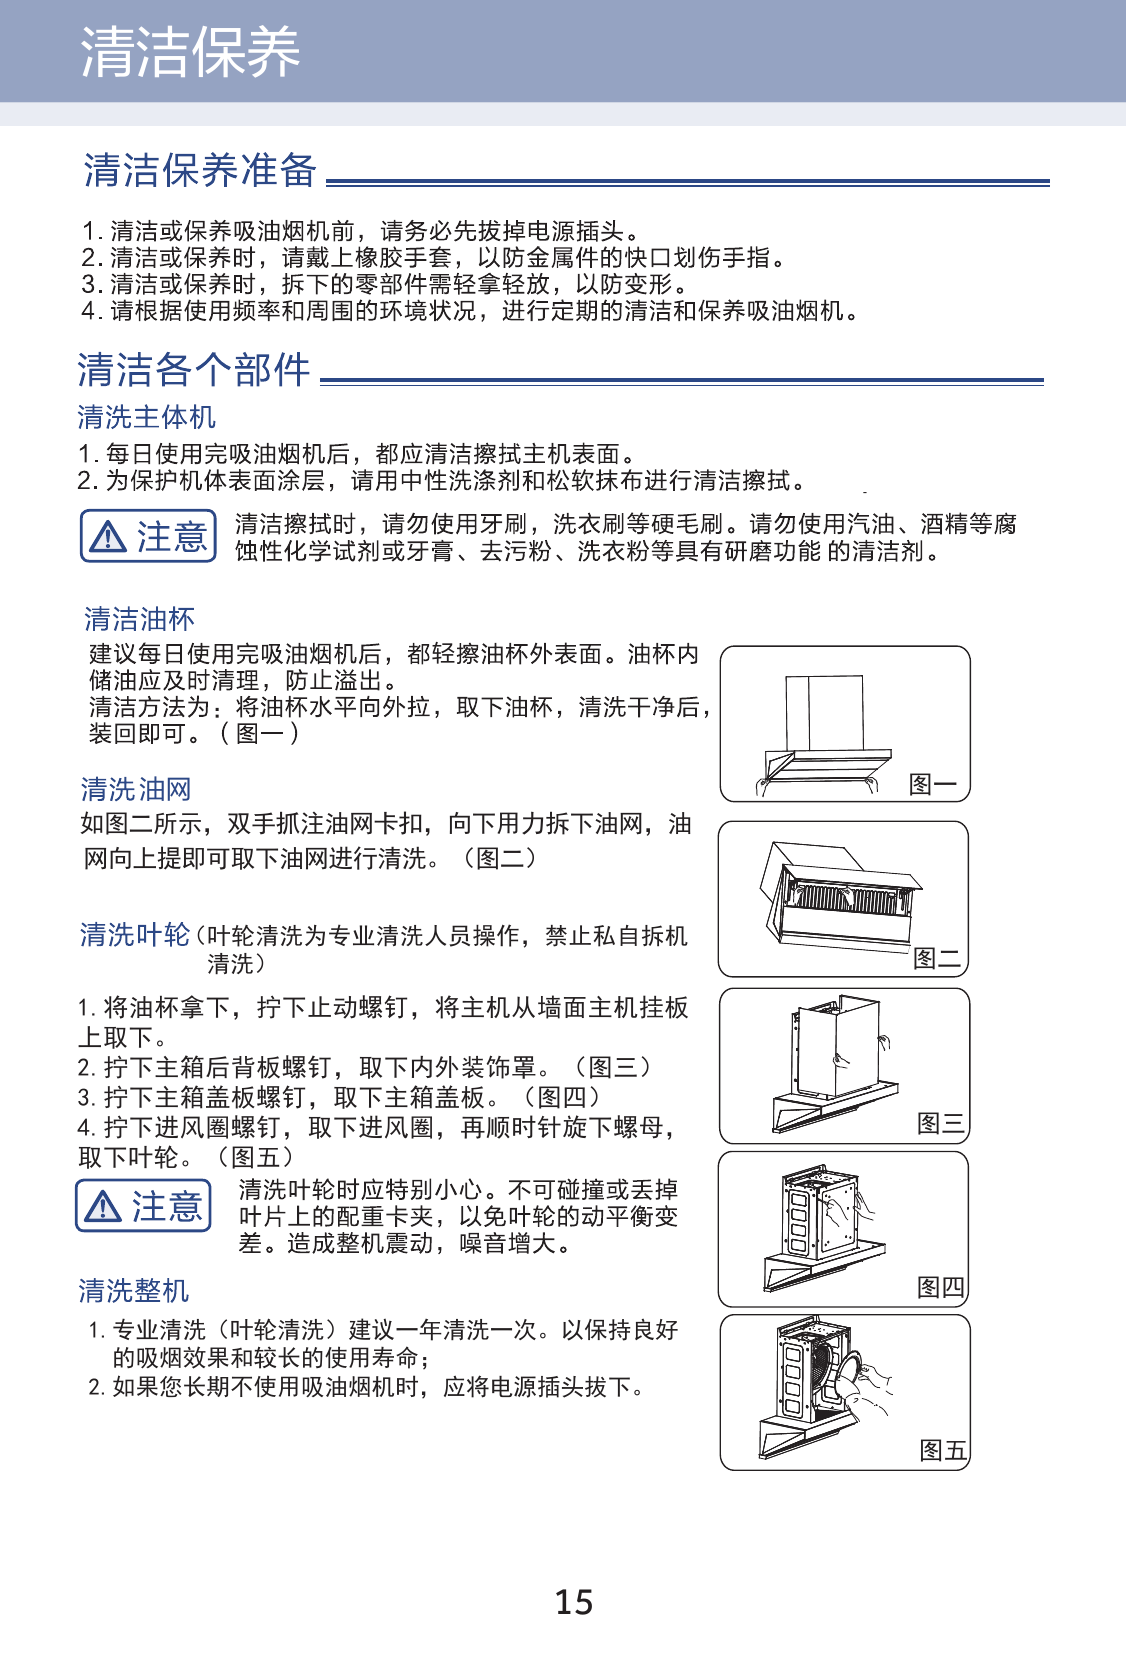 清洁保养
清洁保养准备
1. 清洁或保养吸油烟机前，请务必先拔掉电源插头。
2. 清洁或保养时，请戴上橡胶手套，以防金属件的快口划伤手指。
3. 清洁或保养时，拆下的零部件需轻拿轻放，以防变形。
4. 请根据使用频率和周围的环境状况，进行定期的清洁和保养吸油烟机。
清洁各个部件
清洗主体机
1. 每日使用完吸油烟机后，都应清洁擦拭主机表面。
2. 为保护机体表面涂层，请用中性洗涤剂和松软抹布进行清洁擦拭。
注意
清洁擦拭时，请勿使用牙刷，洗衣刷等硬毛刷。请勿使用汽油、酒精等腐
蚀性化学试剂或牙膏、去污粉、洗衣粉等具有研磨功能 的清洁剂。
清洁油杯
建议每日使用完吸油烟机后，都轻擦油杯外表面。油杯内
储油应及时清理，防止溢出。
清洁方法为：将油杯水平向外拉，取下油杯，清洗干净后，
装回即可。（图一）
图一
清洗油网
如图二所示，双手抓注油网卡扣，向下用力拆下油网，油
网向上提即可取下油网进行清洗。（图二）
图二
清洗叶轮（叶轮清洗为专业清洗人员操作，禁止私自拆机
清洗）
1. 将油杯拿下，拧下止动螺钉，将主机从墙面主机挂板
上取下。
2. 拧下主箱后背板螺钉，取下内外装饰罩。（图三）
3. 拧下主箱盖板螺钉，取下主箱盖板。（图四）
4. 拧下进风圈螺钉，取下进风圈，再顺时针旋下螺母，
取下叶轮。（图五）
图三
注意
清洗叶轮时应特别小心。不可碰撞或丢掉
叶片上的配重卡夹，以免叶轮的动平衡变
差。造成整机震动，噪音增大。
图四
清洗整机
1. 专业清洗（叶轮清洗）建议一年清洗一次。以保持良好
的吸烟效果和较长的使用寿命；
2. 如果您长期不使用吸油烟机时，应将电源插头拔下。
图五
15